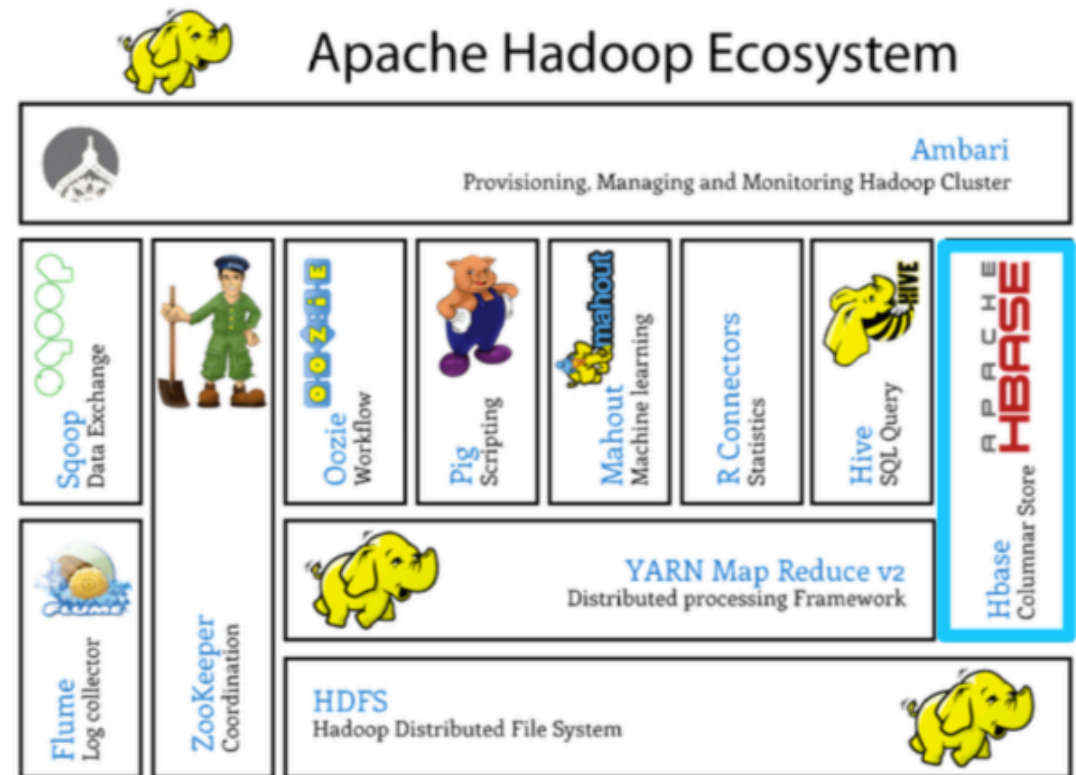 Apache Hadoop Ecosystem
Ambari
Provisioning, Managing and Monitoring Hadoop Cluster
sqoop
Sqoop
Data Exchange
ZooKeeper
Coordination
OOZIE
Oozie
Workflow
Pig
Scripting
mahout
Mahout
Machine learning
R Connectors
Statistics
HIVE
Hive
SQL Query
APACHE
HBASE
Hbase
Columnar Store
FLUME
Flume
Log collector
YARN Map Reduce v2
Distributed processing Framework
HDFS
Hadoop Distributed File System